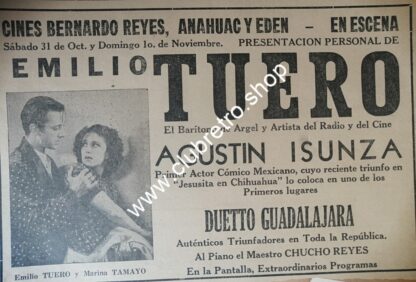 CINES BERNARDO REYES, ANAHUAC Y EDEN - EN ESCENA
Sábado 31 de Oct. y Domingo 1o. de Noviembre. PRESENTACION PERSONAL DE
EMILIO TUERO
El Barítono de Argel y Artista del Radio y del Cine
AGUSTIN ISUNZA
Primer Actor Cómico Mexicano, cuyo reciente triunfo en
"Jesusita en Chihuahua" lo coloca en uno de los
Primeros lugares
DUETTO GUADALAJARA
Auténticos Triunfadores en Toda la República.
Al Piano el Maestro CHUCHO REYES
En la Pantalla, Extraordinarios Programas
Emilio TUERO y Marina TAMAYO
www.clubretro.shop